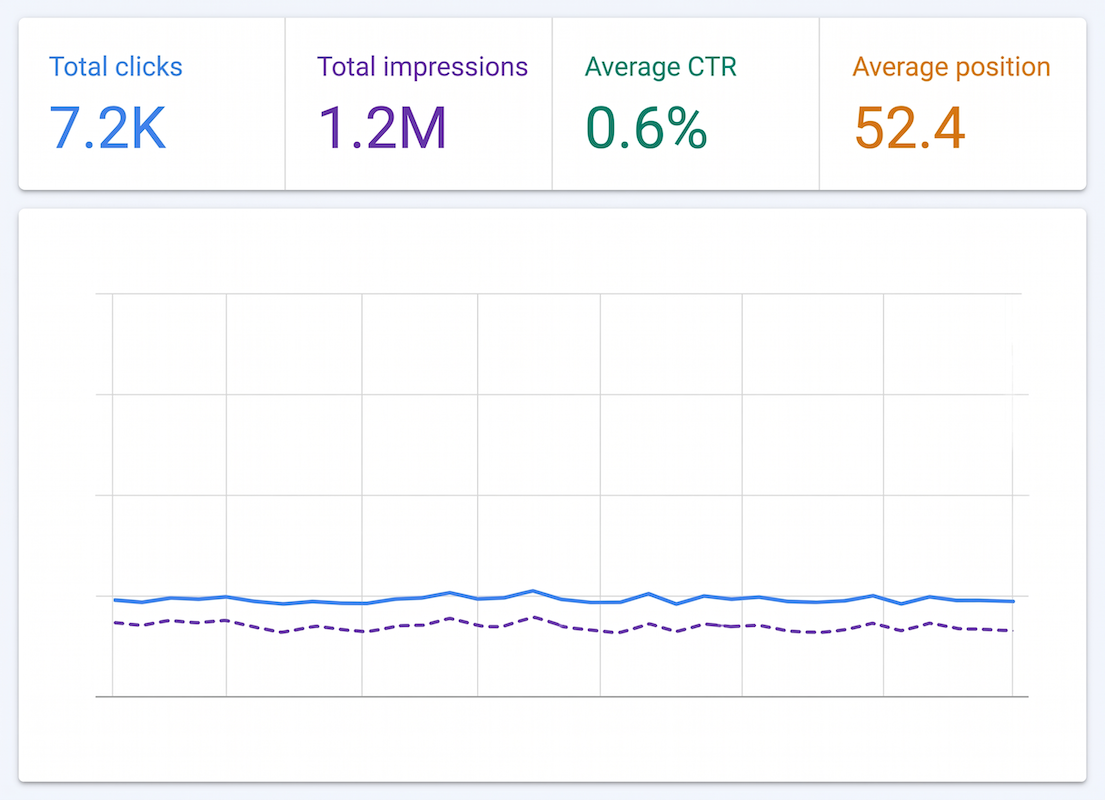 Total clicks
7.2K
Total impressions
1.2M
Average CTR
0.6%
Average position
52.4